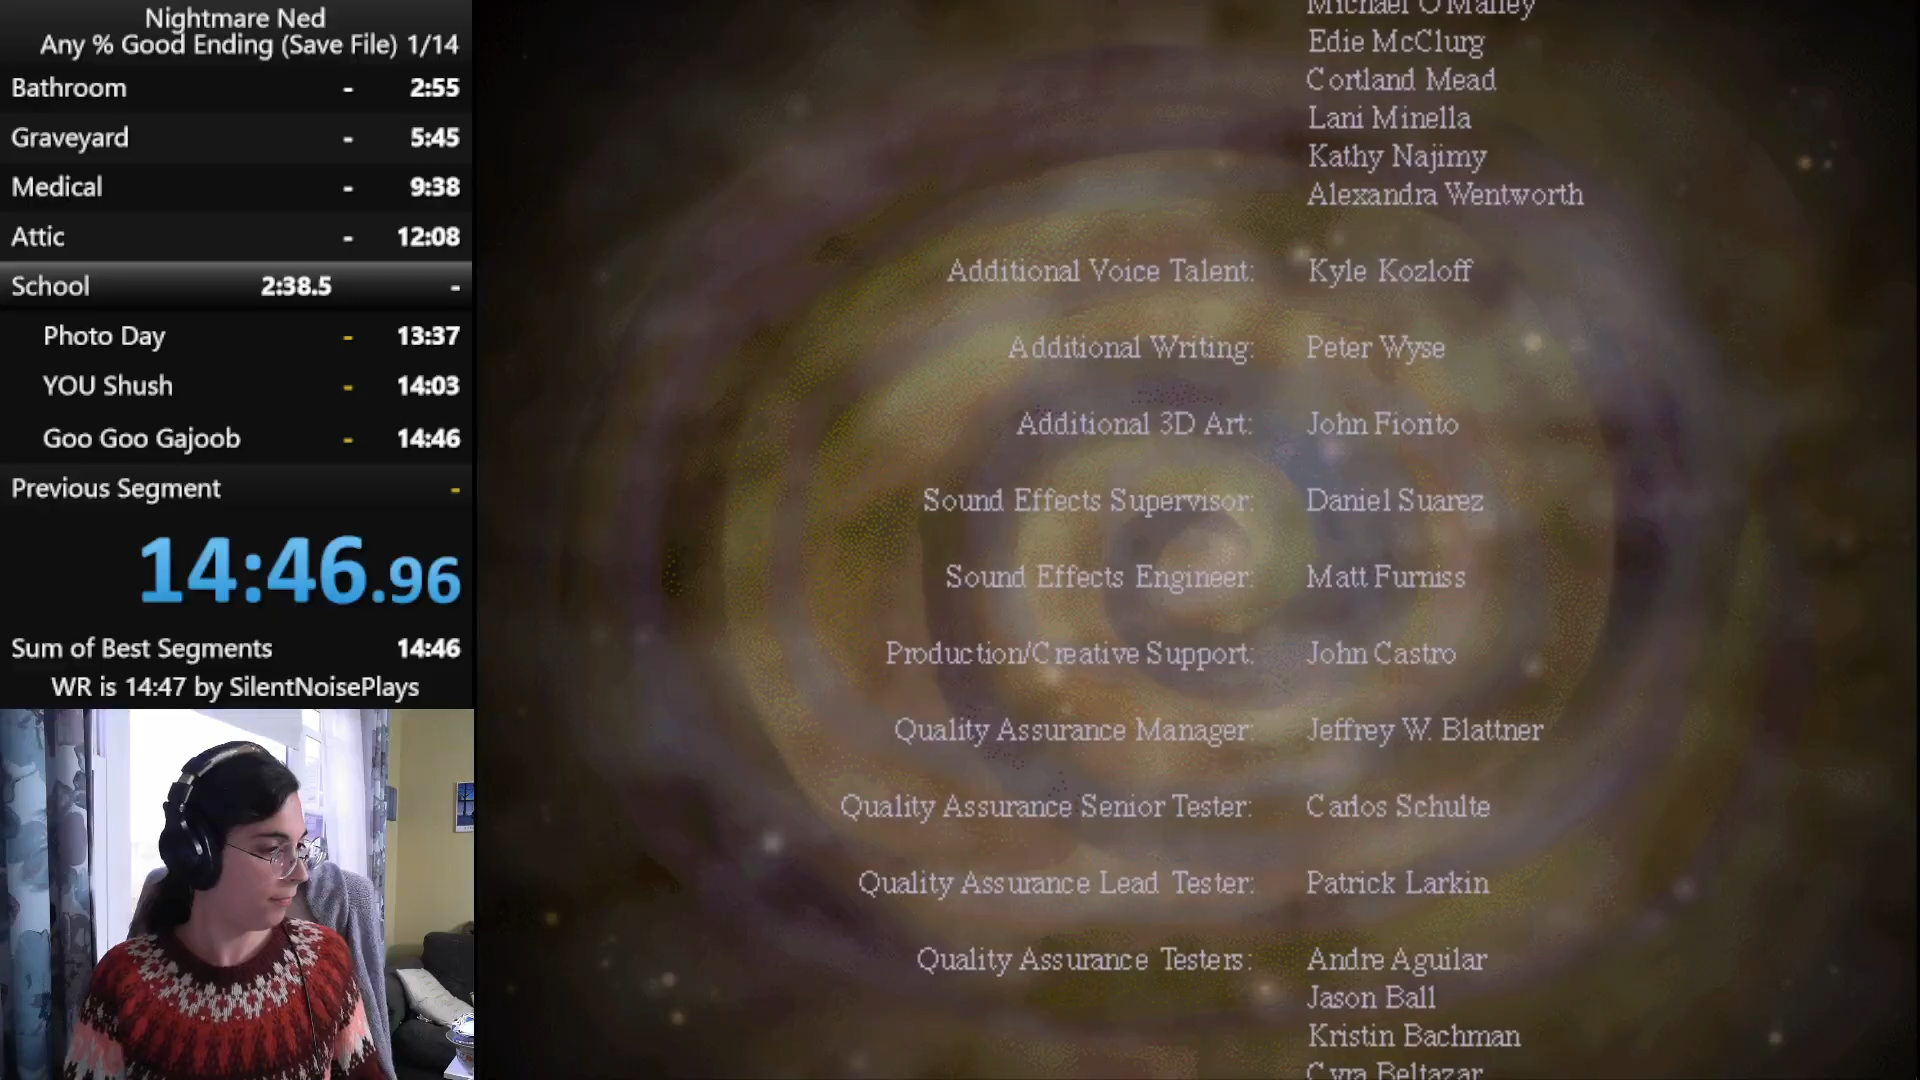 Nightmare Ned
Any % Good Ending (Save File) 1/14
Bathroom - 2:55
Graveyard - 5:45
Medical - 9:38
Attic - 12:08
School 2:38.5 -
Photo Day - 13:37
YOU Shush - 14:03
Goo Goo Gajoob - 14:46
Previous Segment -
14:46.96
Sum of Best Segments 14:46
WR is 14:47 by SilentNoisePlays
Michael O'Malley
Edie McClurg
Cortland Mead
Lani Minella
Kathy Najimy
Alexandra Wentworth
Additional Voice Talent: Kyle Kozloff
Additional Writing: Peter Wyse
Additional 3D Art: John Fiorito
Sound Effects Supervisor: Daniel Suarez
Sound Effects Engineer: Matt Furniss
Production/Creative Support: John Castro
Quality Assurance Manager: Jeffrey W. Blattner
Quality Assurance Senior Tester: Carlos Schulte
Quality Assurance Lead Tester: Patrick Larkin
Quality Assurance Testers: Andre Aguilar
Jason Ball
Kristin Bachman
Cyra Beltazar